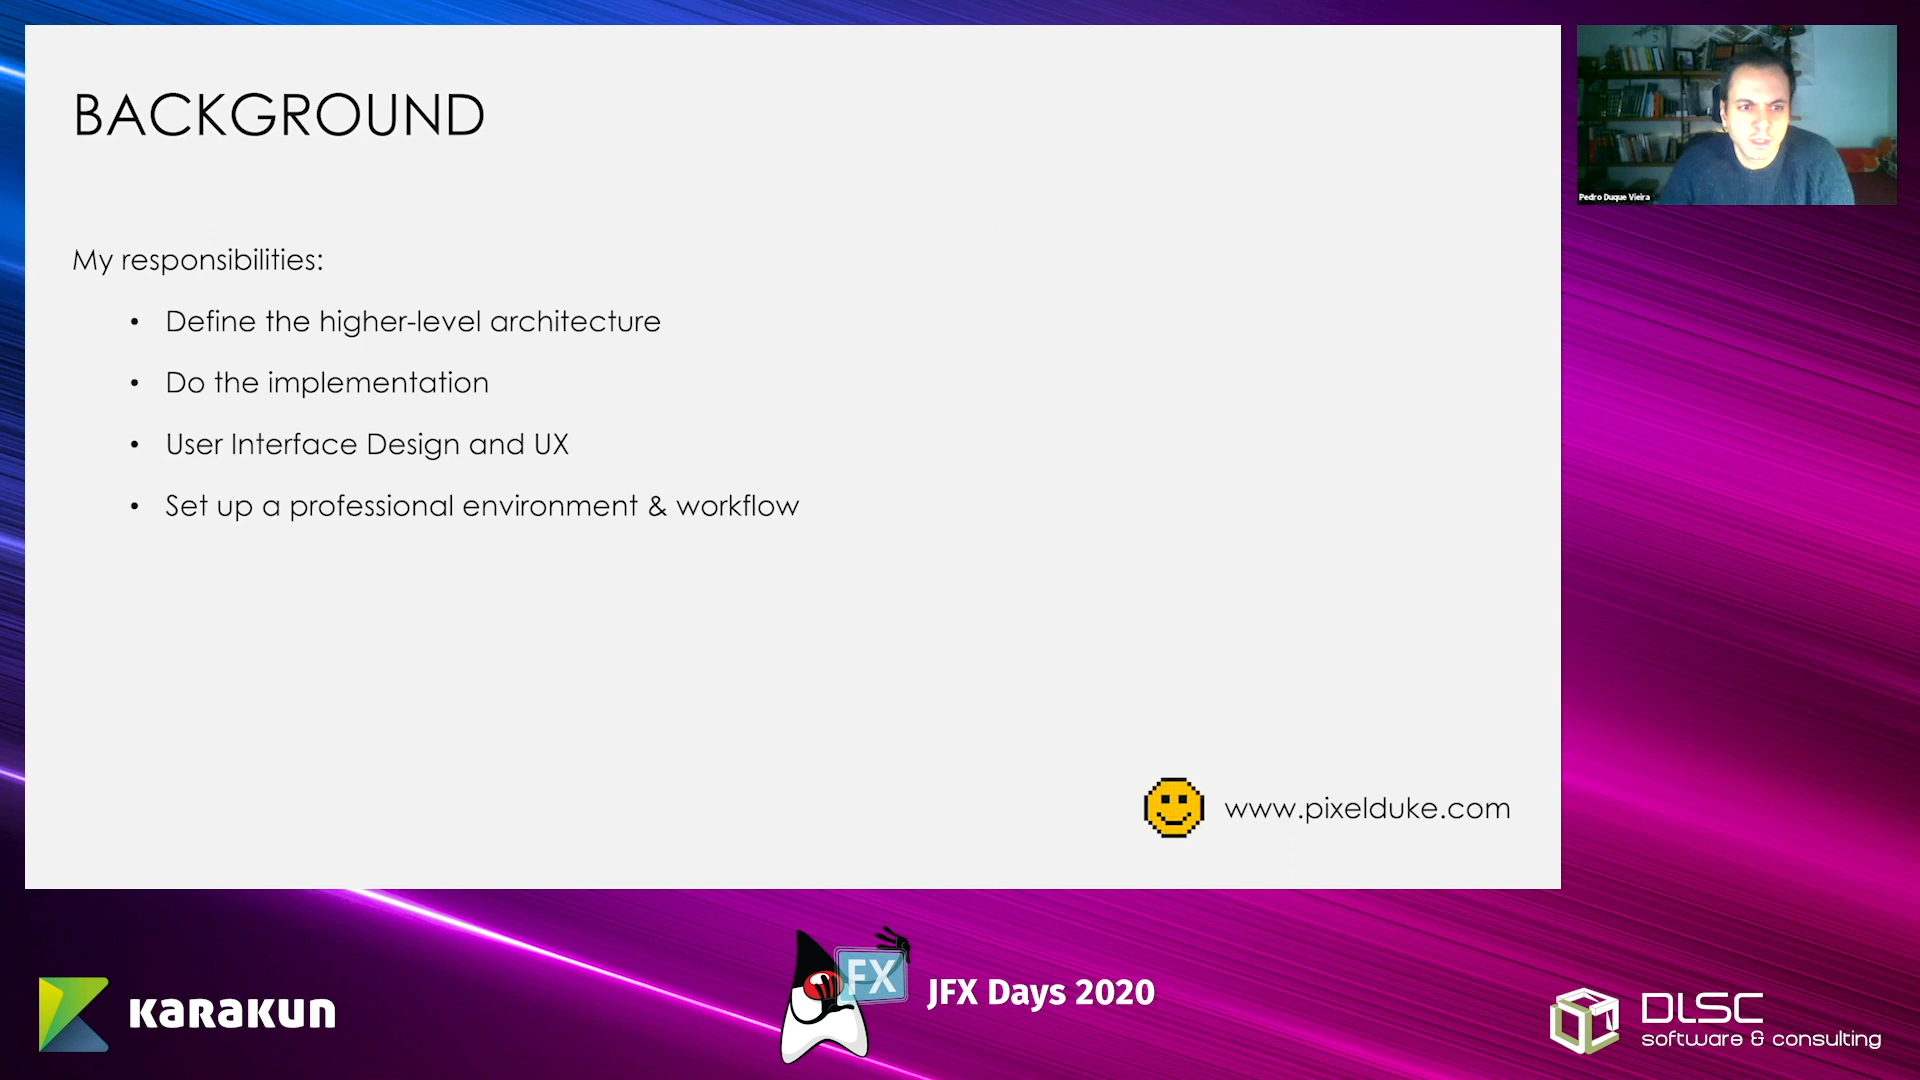 BACKGROUND
My responsibilities:
• Define the higher-level architecture
• Do the implementation
• User Interface Design and UX
• Set up a professional environment & workflow
www.pixelduke.com
Pedro Duque Vieira
KARAKUN
FX
JFX Days 2020
DLSC
software & consulting